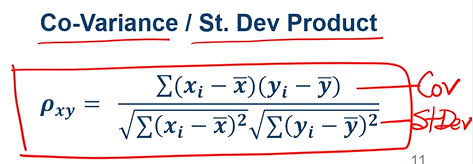 Co-Variance / St. Dev Product
ρxy = ∑(xi − x̅)(yi − y̅) / √∑(xi − x̅)² √∑(yi − y̅)²
Cov
StDev
11